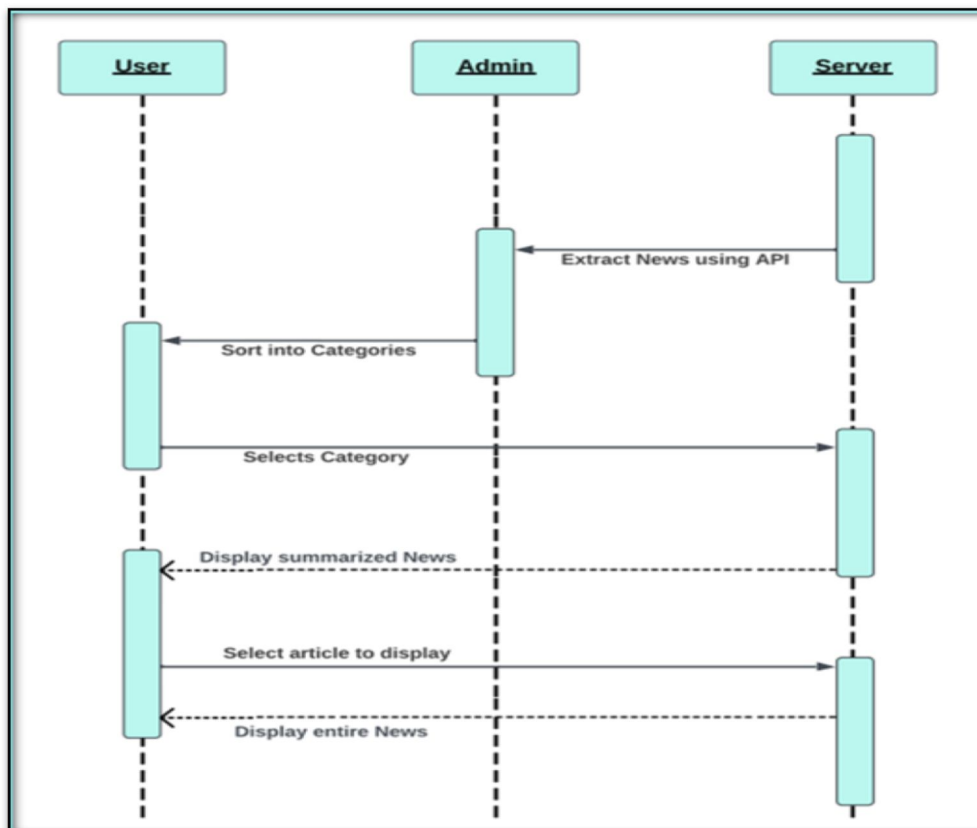 User
Admin
Server
Extract News using API
Sort into Categories
Selects Category
Display summarized News
Select article to display
Display entire News